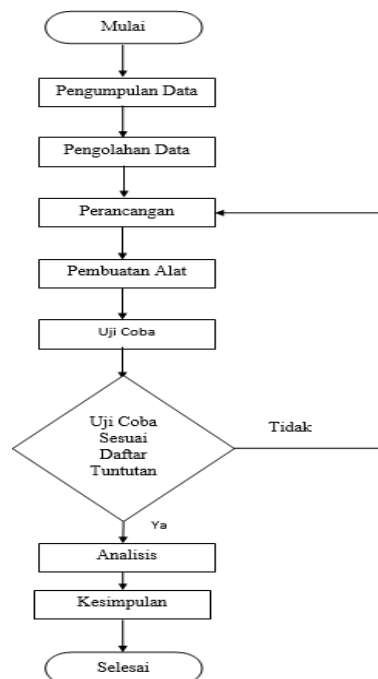 Mulai
Pengumpulan Data
Pengolahan Data
Perancangan
Pembuatan Alat
Uji Coba
Uji Coba
Sesuai
Daftar
Tuntutan
Tidak
Ya
Analisis
Kesimpulan
Selesai